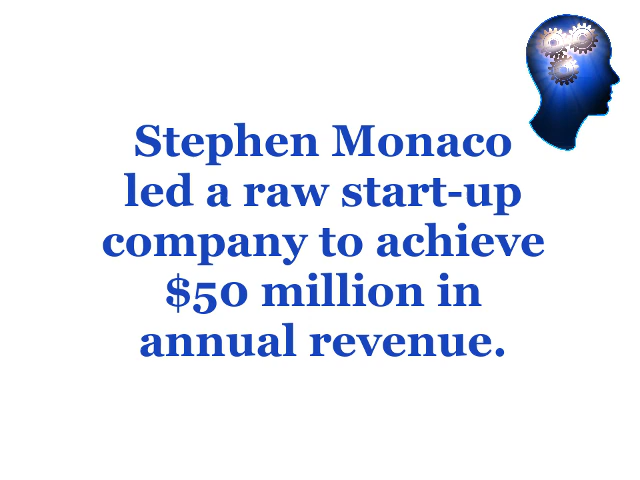 Stephen Monaco
led a raw start-up
company to achieve
$50 million in
annual revenue.